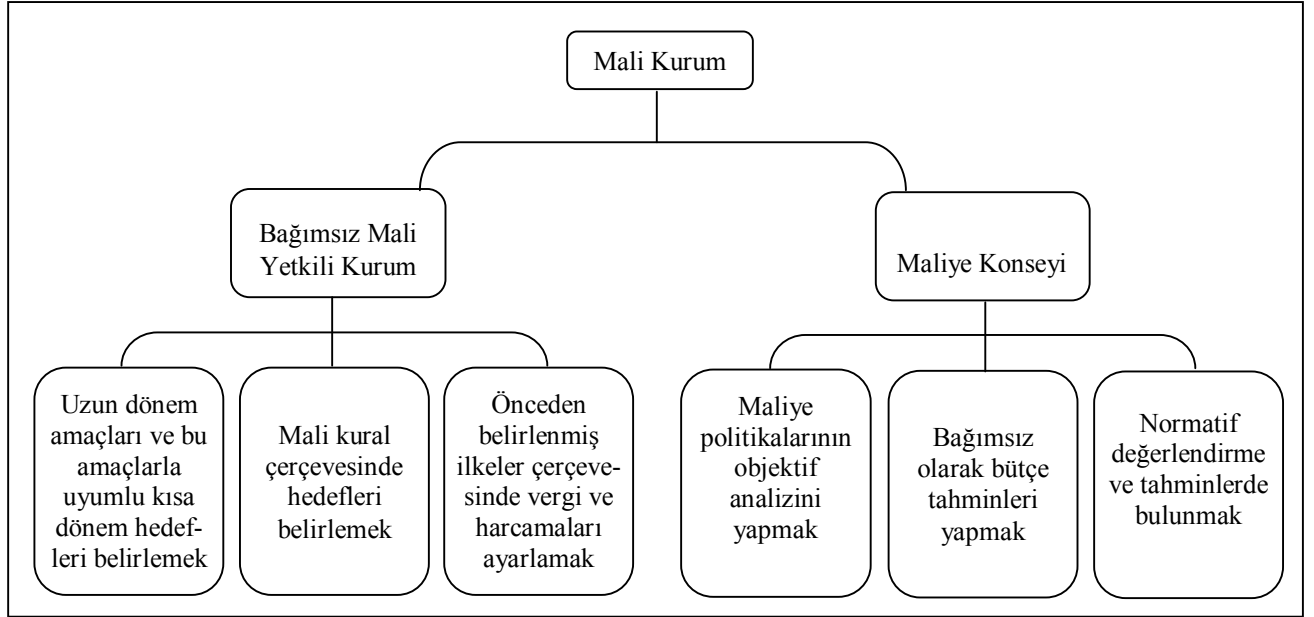 Mali Kurum
Bağımsız Mali
Yetkili Kurum
Maliye Konseyi
Uzun dönem
amaçları ve bu
amaçlarla
uyumlu kısa
dönem hedef-
leri belirlemek
Mali kural
çerçevesinde
hedefleri
belirlemek
Önceden
belirlenmiş
ilkeler çerçeve-
sinde vergi ve
harcamaları
ayarlamak
Maliye
politikalarının
objektif
analizini
yapmak
Bağımsız
olarak bütçe
tahminleri
yapmak
Normatif
değerlendirme
ve tahminlerde
bulunmak